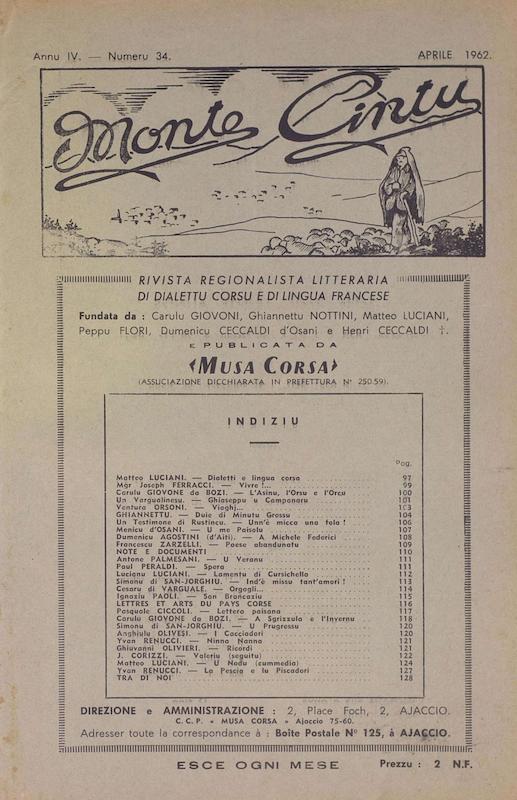 Annu IV. — Numeru 34. APRILE 1962.
Monte Cintu
RIVISTA REGIONALISTA LITTERARIA
DI DIALETTU CORSU E DI LINGUA FRANCESE
Fundata da : Carulu GIOVONI, Ghiannettu NOTTINI, Matteo LUCIANI,
Peppu FLORI, Dumenicu CECCALDI d'Osani e Henri CECCALDI †.
E PUBLICATA DA
«MUSA CORSA»
(ASSUCIAZIONE DICCHIARATA IN PREFETTURA N° 250.59).
INDIZIU
Pag.
Matteo LUCIANI. — Dialetti e lingua corsa 97
Mgr Joseph FERRACCI. — Vivre !... 99
Carulu GIOVONE da BOZI. — L'Asinu, l'Orsu e l'Orcu 100
Un Vargualinesu. — Ghiaseppu u Campanaru 101
Ventura ORSONI. — Viaghj... 103
GHIANNETTU. — Duie di Minutu Grossu 104
Un Testimone di Rustincu. — Unn'è micca una fola ! 106
Menicu d'OSANI. — U me Paisolu 107
Dumenicu AGOSTINI (d'Aiti). — A Michele Federici 108
Francescu ZARZELLI. — Paese abandunatu 109
NOTE E DOCUMENTI 110
Antone PALMESANI. — U Veranu 111
Paul PERALDI. — Spera 111
Lucianu LUCIANI. — Lamentu di Cursichellu 112
Simonu di SAN-JORGHIU. — Ind'è missu tant'amori ! 113
Cesaru di VARGUALE. — Orgogli... 114
Ignaziu PAOLI. — San Brancaziu 115
LETTRES ET ARTS DU PAYS CORSE 116
Pasquale CICCOLI. — Lettera paisana 117
Carulu GIOVONE da BOZI. — A Sgrizzula e l'Invernu 118
Simonu di SAN-JORGHIU. — U Prugressu 120
Anghiulu OLIVESI. — I Cacciadori 120
Yvan RENUCCI. — Ninna Nanna 121
Ghiuvanni OLIVIERI. — Ricordi 121
J. CORIZZI. — Valeriu (seguitu) 122
Matteo LUCIANI. — U Nodu (cummedia) 124
Yvan RENUCCI. — La Pescia e lu Piscadori 127
TRA DI NOI 128
DIREZIONE e AMMINISTRAZIONE : 2, Place Foch, 2, AJACCIO.
C. C. P. « MUSA CORSA » Ajaccio 75-60.
Adresser toute la correspondance à : Boîte Postale N° 125, à AJACCIO.
ESCE OGNI MESE Prezzu : 2 N.F.